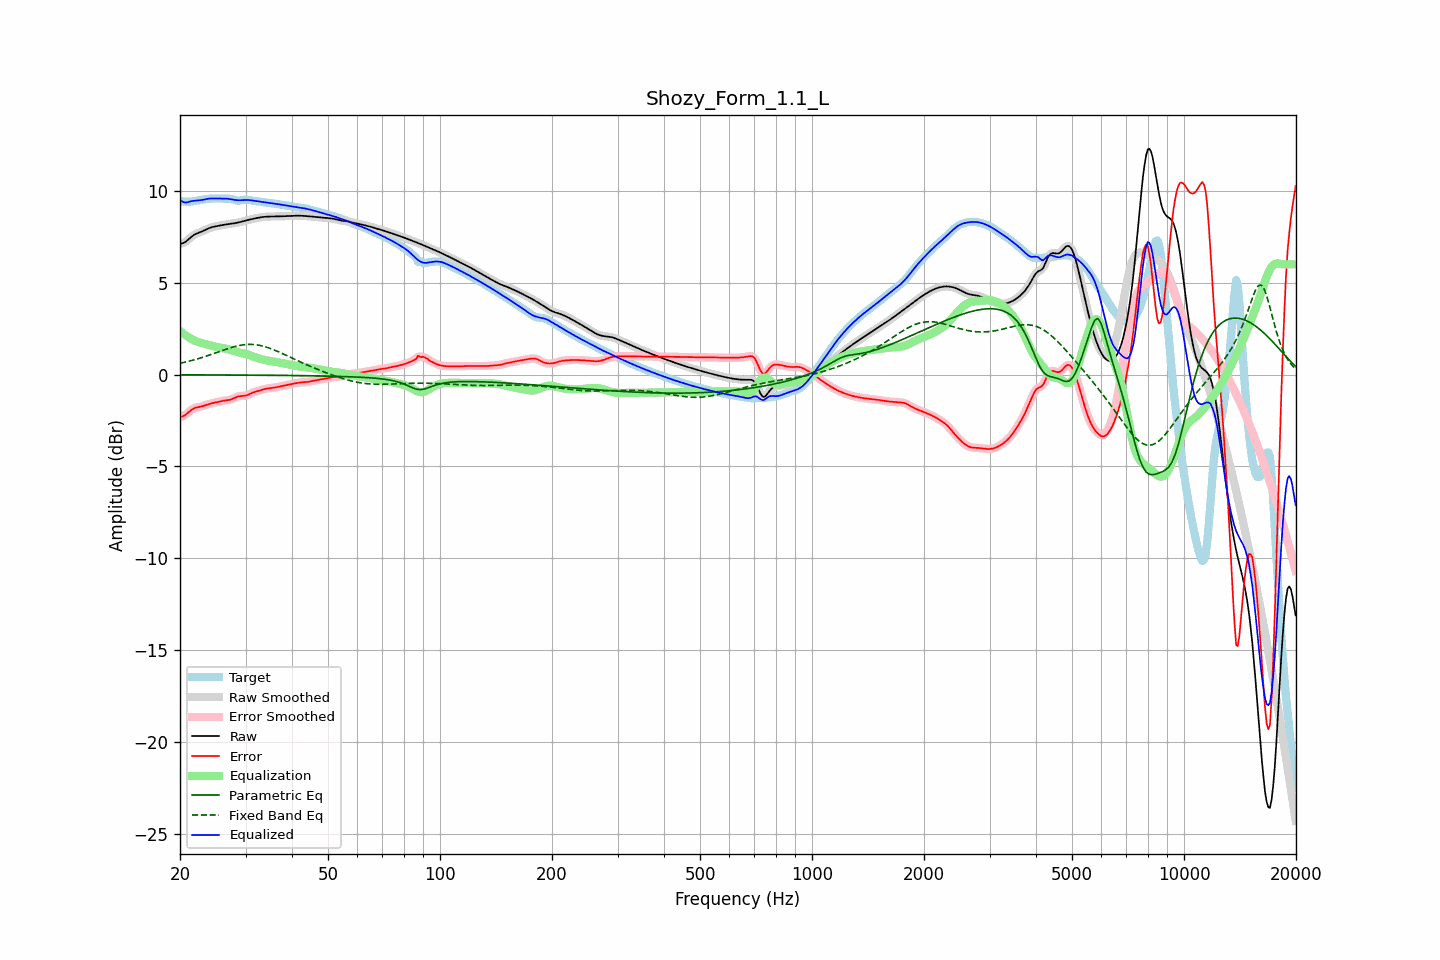 Shozy_Form_1.1_L
Amplitude (dBr)
10
5
0
−5
−10
−15
−20
−25
Target
Raw Smoothed
Error Smoothed
Raw
Error
Equalization
Parametric Eq
Fixed Band Eq
Equalized
20 50 100 200 500 1000 2000 5000 10000 20000
Frequency (Hz)